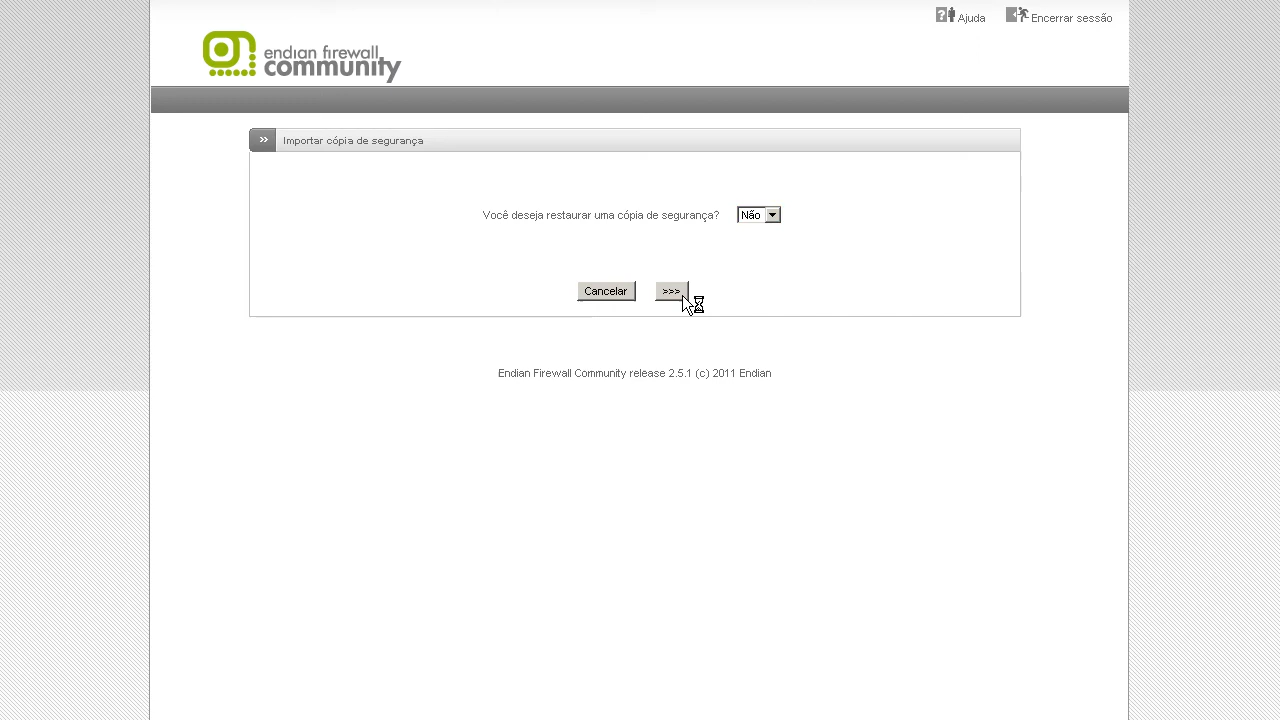 ? Ajuda Encerrar sessão
endian firewall
community
>> Importar cópia de segurança
Você deseja restaurar uma cópia de segurança? Não
Cancelar >>>
Endian Firewall Community release 2.5.1 (c) 2011 Endian